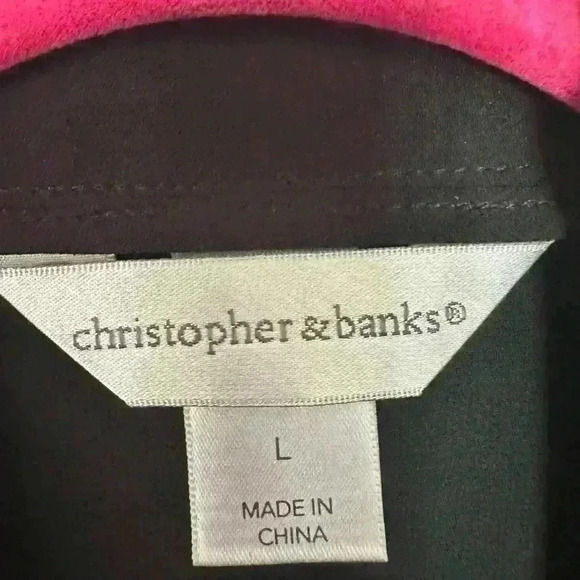 christopher & banks®
L
MADE IN
CHINA